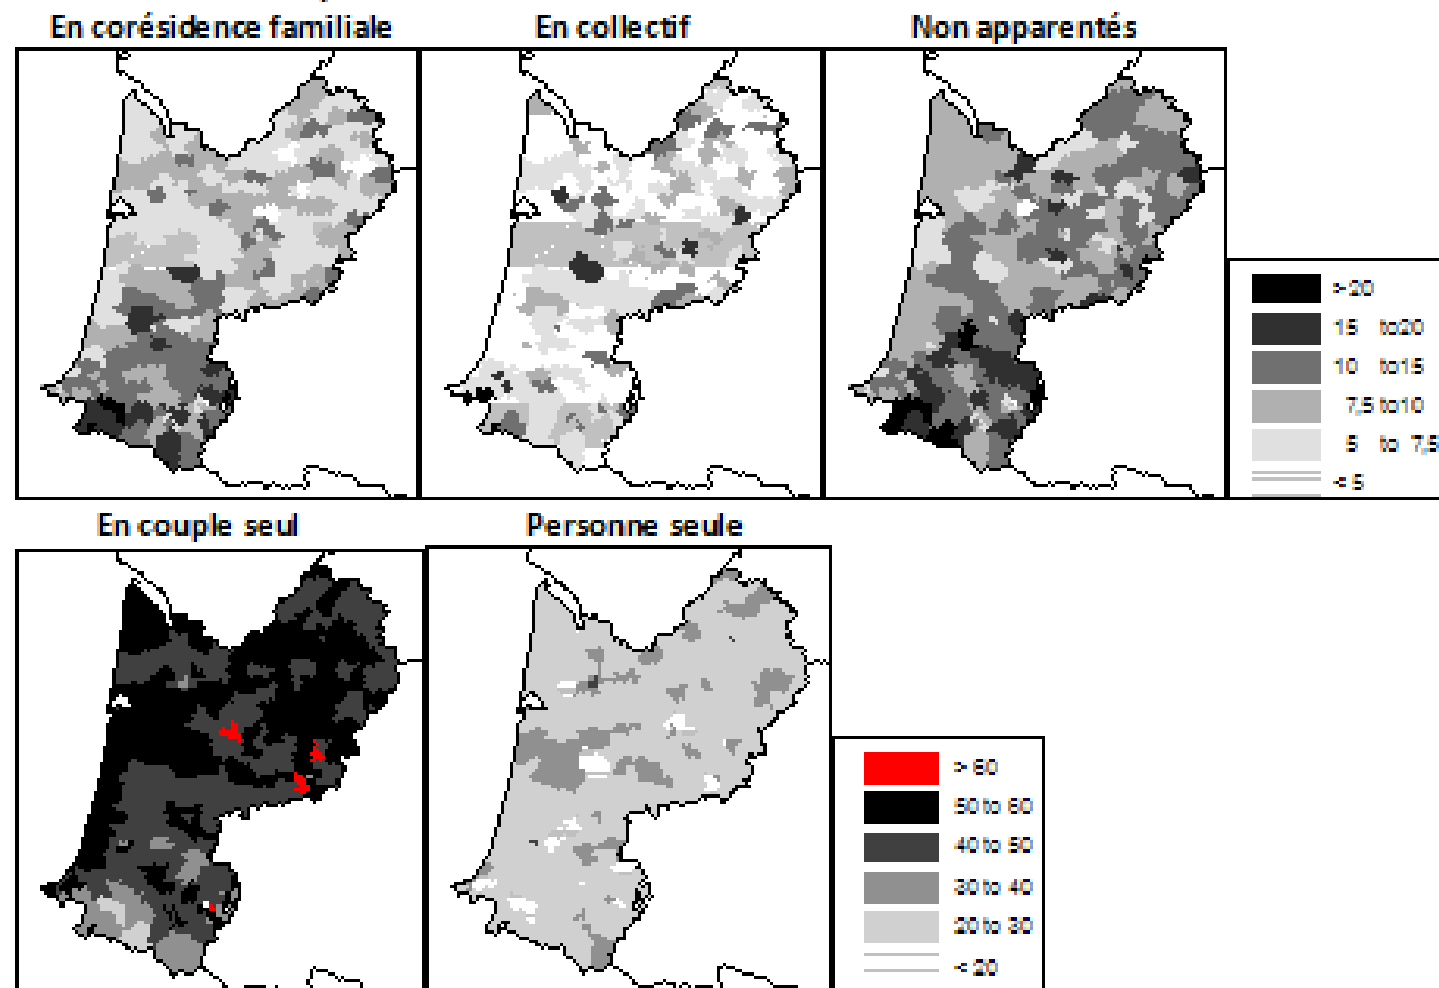 En corésidence familiale
En collectif
Non apparentés
> 20
15 to 20
10 to 15
7,5 to 10
5 to 7,5
< 5
En couple seul
Personne seule
> 60
50 to 60
40 to 50
30 to 40
20 to 30
< 20